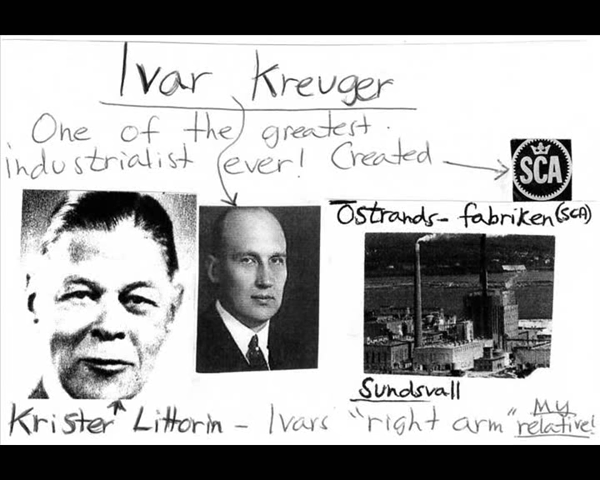 Ivar Kreuger
One of the greatest
industrialist ever! Created
SCA
Östrands-fabriken (SCA)
Sundsvall
Krister Littorin - Ivars "right arm" My
relative!